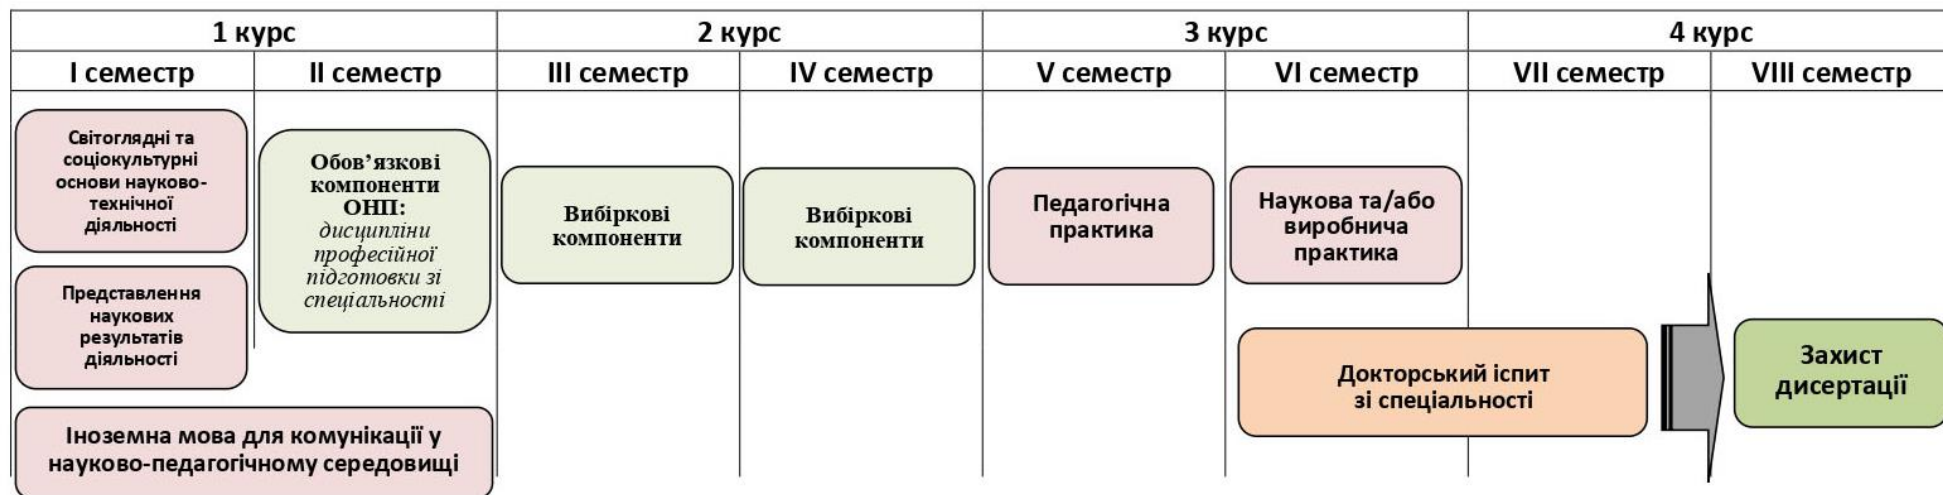 1 курс
2 курс
3 курс
4 курс
I семестр
II семестр
III семестр
IV семестр
V семестр
VI семестр
VII семестр
VIII семестр
Світоглядні та
соціокультурні
основи науково-
технічної
діяльності
Представлення
наукових
результатів
діяльності
Іноземна мова для комунікації у
науково-педагогічному середовищі
Обов’язкові
компоненти
ОНП:
дисципліни
професійної
підготовки зі
спеціальності
Вибіркові
компоненти
Вибіркові
компоненти
Педагогічна
практика
Наукова та/або
виробнича
практика
Докторський іспит
зі спеціальності
Захист
дисертації